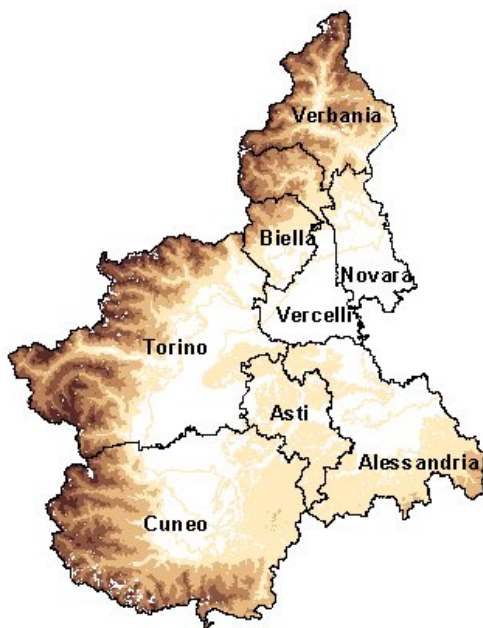 Verbania
Biella
Novara
Vercelli
Torino
Asti
Alessandria
Cuneo